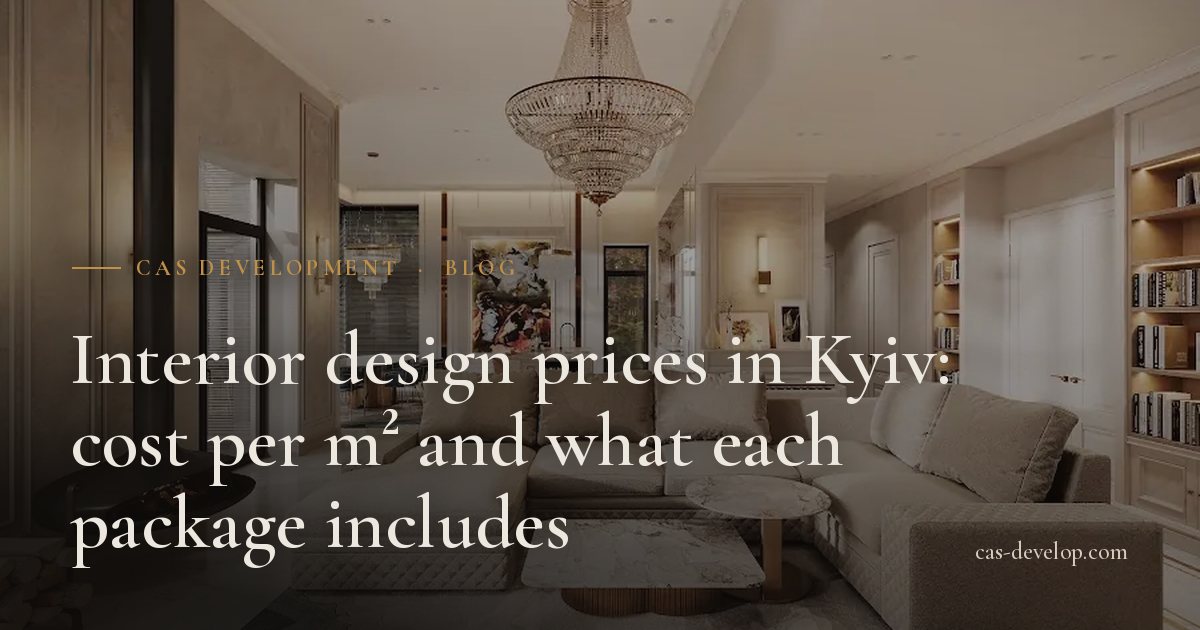 CAS DEVELOPMENT · BLOG
Interior design prices in Kyiv:
cost per m² and what each
package includes
cas-develop.com